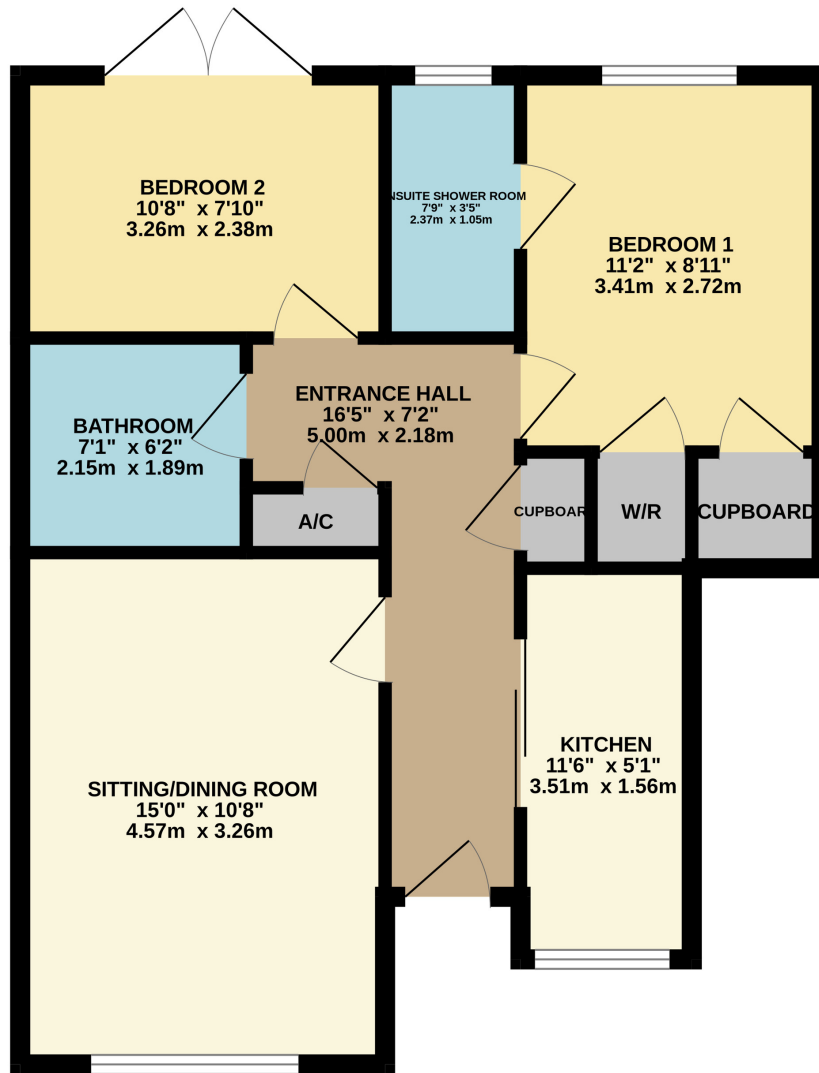 BEDROOM 2
10'8" x 7'10"
3.26m x 2.38m
NSUITE SHOWER ROOM
7'9" x 3'5"
2.37m x 1.05m
BEDROOM 1
11'2" x 8'11"
3.41m x 2.72m
ENTRANCE HALL
16'5" x 7'2"
5.00m x 2.18m
BATHROOM
7'1" x 6'2"
2.15m x 1.89m
A/C
CUPBOAR
W/R
CUPBOARD
KITCHEN
11'6" x 5'1"
3.51m x 1.56m
SITTING/DINING ROOM
15'0" x 10'8"
4.57m x 3.26m